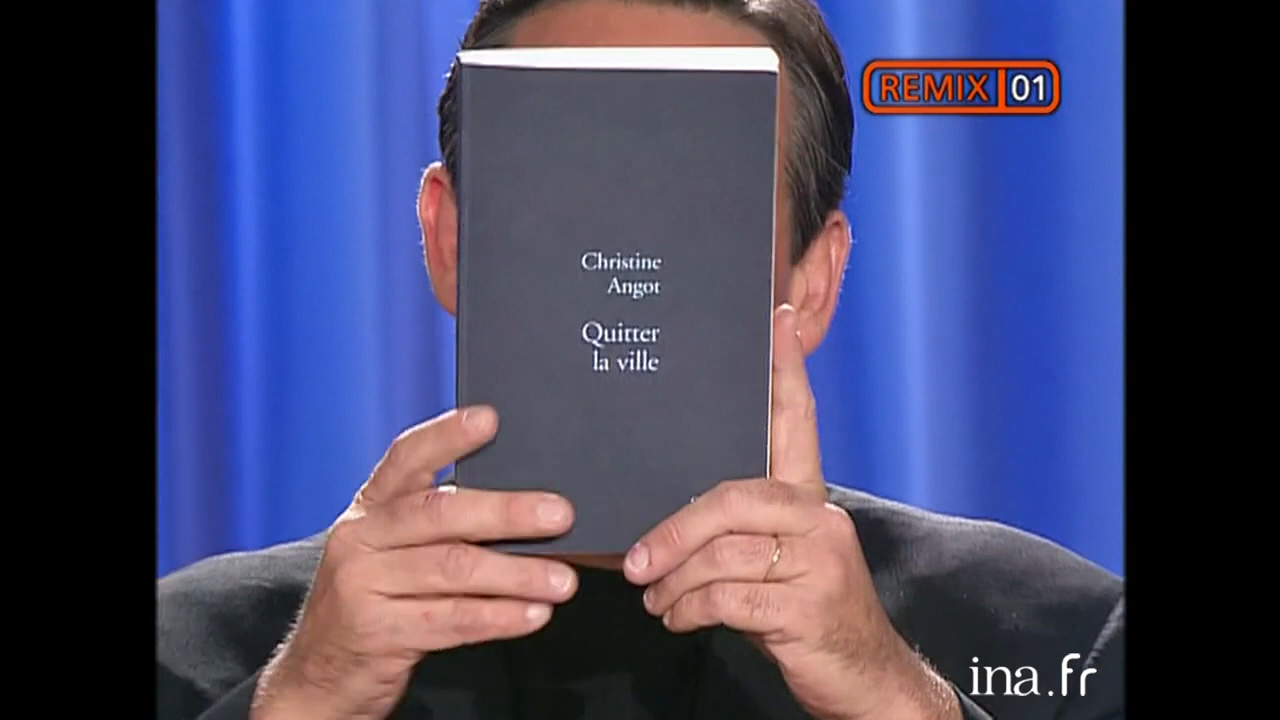 REMIX 01
Christine
Angot
Quitter
la ville
ina.fr